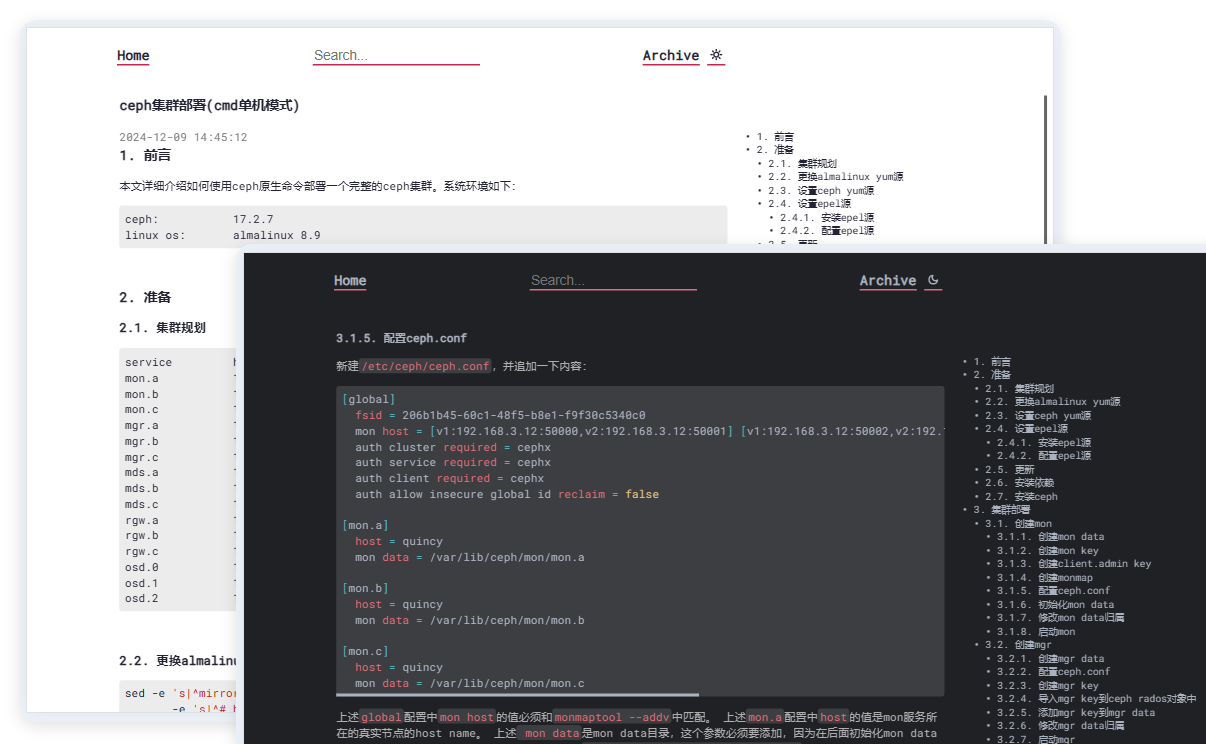 Home
Search...
Archive
ceph集群部署(cmd单机模式)
2024-12-09 14:45:12
1. 前言
本文详细介绍如何使用ceph原生命令部署一个完整的ceph集群。系统环境如下:
ceph: 17.2.7
linux os: almalinux 8.9
2. 准备
2.1. 集群规划
service
mon.a
mon.b
mon.c
mgr.a
mgr.b
mgr.c
mds.a
mds.b
mds.c
rgw.a
rgw.b
rgw.c
osd.0
osd.1
osd.2
2.2. 更换almalinu
sed -e 's|^mirror
-e 's|^#
• 1. 前言
• 2. 准备
• 2.1. 集群规划
• 2.2. 更换almalinux yum源
• 2.3. 设置ceph yum源
• 2.4. 设置epel源
• 2.4.1. 安装epel源
• 2.4.2. 配置epel源
• 2.5. 更新
Home
Search...
Archive
3.1.5. 配置ceph.conf
新建/etc/ceph/ceph.conf，并追加一下内容:
[global]
fsid = 206b1b45-60c1-48f5-b8e1-f9f30c5340c0
mon host = [v1:192.168.3.12:50000,v2:192.168.3.12:50001] [v1:192.168.3.12:50002,v2:192.
auth cluster required = cephx
auth service required = cephx
auth client required = cephx
auth allow insecure global id reclaim = false
[mon.a]
host = quincy
mon data = /var/lib/ceph/mon/mon.a
[mon.b]
host = quincy
mon data = /var/lib/ceph/mon/mon.b
[mon.c]
host = quincy
mon data = /var/lib/ceph/mon/mon.c
上述global配置中mon host的值必须和monmaptool --addv中匹配。 上述mon.a配置中host的值是mon服务所
在的真实节点的host name。 上述 mon data是mon data目录，这个参数必须要添加，因为在后面初始化mon data
• 1. 前言
• 2. 准备
• 2.1. 集群规划
• 2.2. 更换almalinux yum源
• 2.3. 设置ceph yum源
• 2.4. 设置epel源
• 2.4.1. 安装epel源
• 2.4.2. 配置epel源
• 2.5. 更新
• 2.6. 安装依赖
• 2.7. 安装ceph
• 3. 集群部署
• 3.1. 创建mon
• 3.1.1. 创建mon data
• 3.1.2. 创建mon key
• 3.1.3. 创建client.admin key
• 3.1.4. 创建monmap
• 3.1.5. 配置ceph.conf
• 3.1.6. 初始化mon data
• 3.1.7. 修改mon data归属
• 3.1.8. 启动mon
• 3.2. 创建mgr
• 3.2.1. 创建mgr data
• 3.2.2. 配置ceph.conf
• 3.2.3. 创建mgr key
• 3.2.4. 导入mgr key到ceph rados对象中
• 3.2.5. 添加mgr key到mgr data
• 3.2.6. 修改mgr data归属
• 3.2.7. 启动mgr